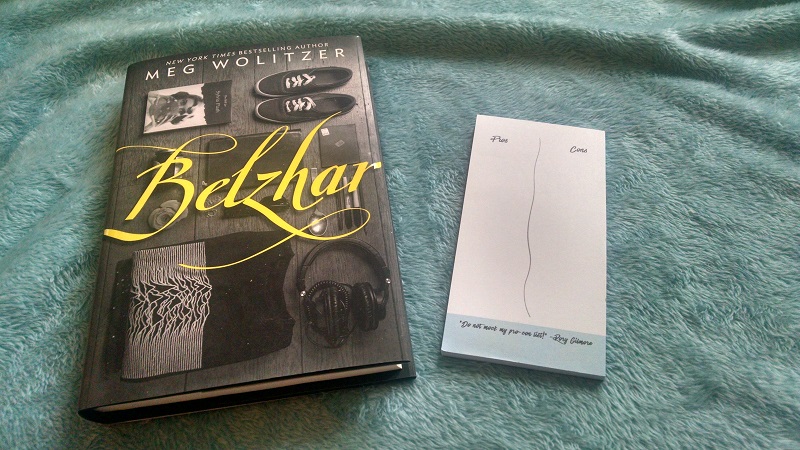 NEW YORK TIMES BESTSELLING AUTHOR
MEG WOLITZER
Belzhar
Pros
Cons
"Do not mock my pro-con list!" -Rory Gilmore